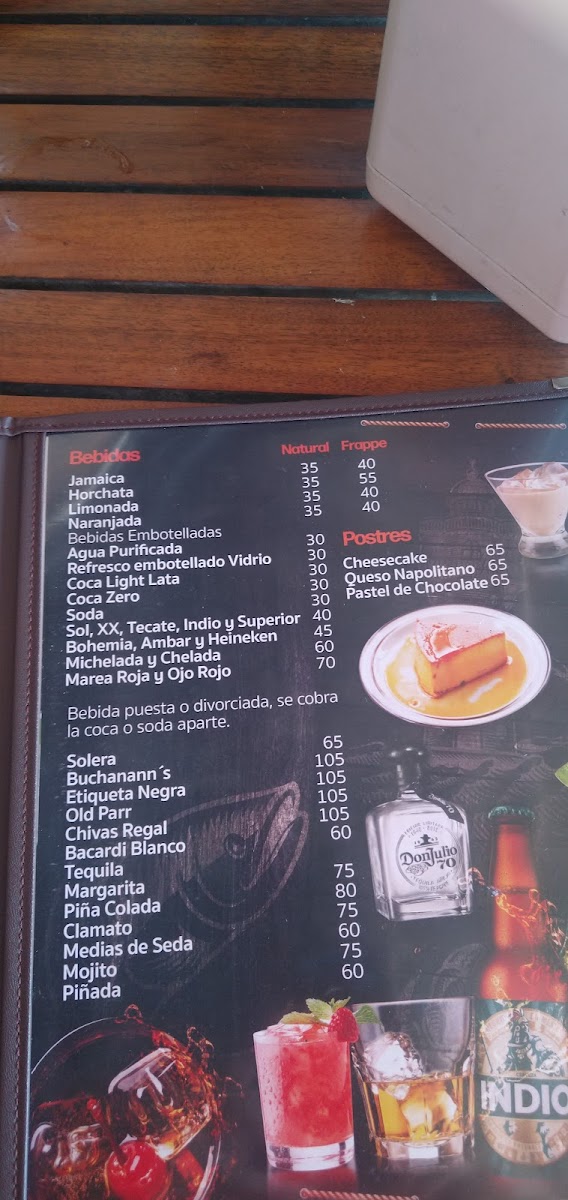 Bebidas Natural Frappe
Jamaica 35 40
Horchata 35 55
Limonada 35 40
Naranjada 35 40
Bebidas Embotelladas
Agua Purificada 30
Refresco embotellado Vidrio 30
Coca Light Lata 30
Coca Zero 30
Soda 30
Sol, XX, Tecate, Indio y Superior 40
Bohemia, Ambar y Heineken 45
Michelada y Chelada 60
Marea Roja y Ojo Rojo 70
Bebida puesta o divorciada, se cobra
la coca o soda aparte.
Solera 65
Buchanann´s 105
Etiqueta Negra 105
Old Parr 105
Chivas Regal 105
Bacardi Blanco 60
Tequila
Margarita 75
Piña Colada 80
Clamato 75
Medias de Seda 60
Mojito 75
Piñada 60
Postres
Cheesecake 65
Queso Napolitano 65
Pastel de Chocolate 65
Don Julio
70
INDIO